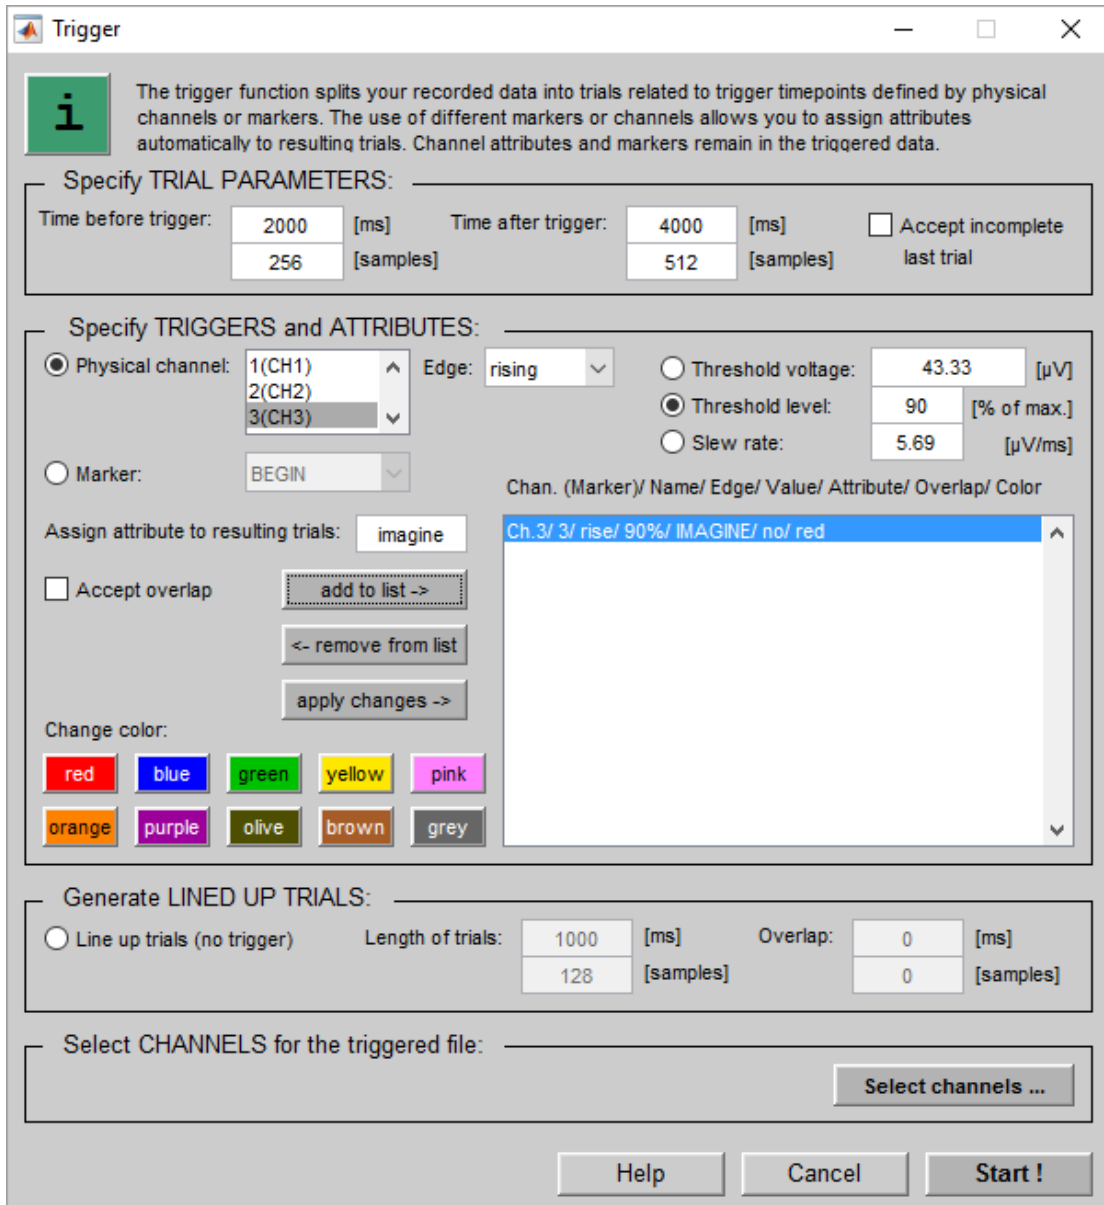 Trigger
i
The trigger function splits your recorded data into trials related to trigger timepoints defined by physical
channels or markers. The use of different markers or channels allows you to assign attributes
automatically to resulting trials. Channel attributes and markers remain in the triggered data.
Specify TRIAL PARAMETERS:
Time before trigger: 2000 [ms] Time after trigger: 4000 [ms] Accept incomplete
256 [samples] 512 [samples] last trial
Specify TRIGGERS and ATTRIBUTES:
Physical channel: 1(CH1) Edge: rising Threshold voltage: 43.33 [µV]
2(CH2)
3(CH3) Threshold level: 90 [% of max.]
Slew rate: 5.69 [µV/ms]
Marker: BEGIN
Chan. (Marker)/ Name/ Edge/ Value/ Attribute/ Overlap/ Color
Assign attribute to resulting trials: imagine Ch.3/ 3/ rise/ 90%/ IMAGINE/ no/ red
Accept overlap add to list ->
<- remove from list
apply changes ->
Change color:
red blue green yellow pink
orange purple olive brown grey
Generate LINED UP TRIALS:
Line up trials (no trigger) Length of trials: 1000 [ms] Overlap: 0 [ms]
128 [samples] 0 [samples]
Select CHANNELS for the triggered file:
Select channels ...
Help Cancel Start !